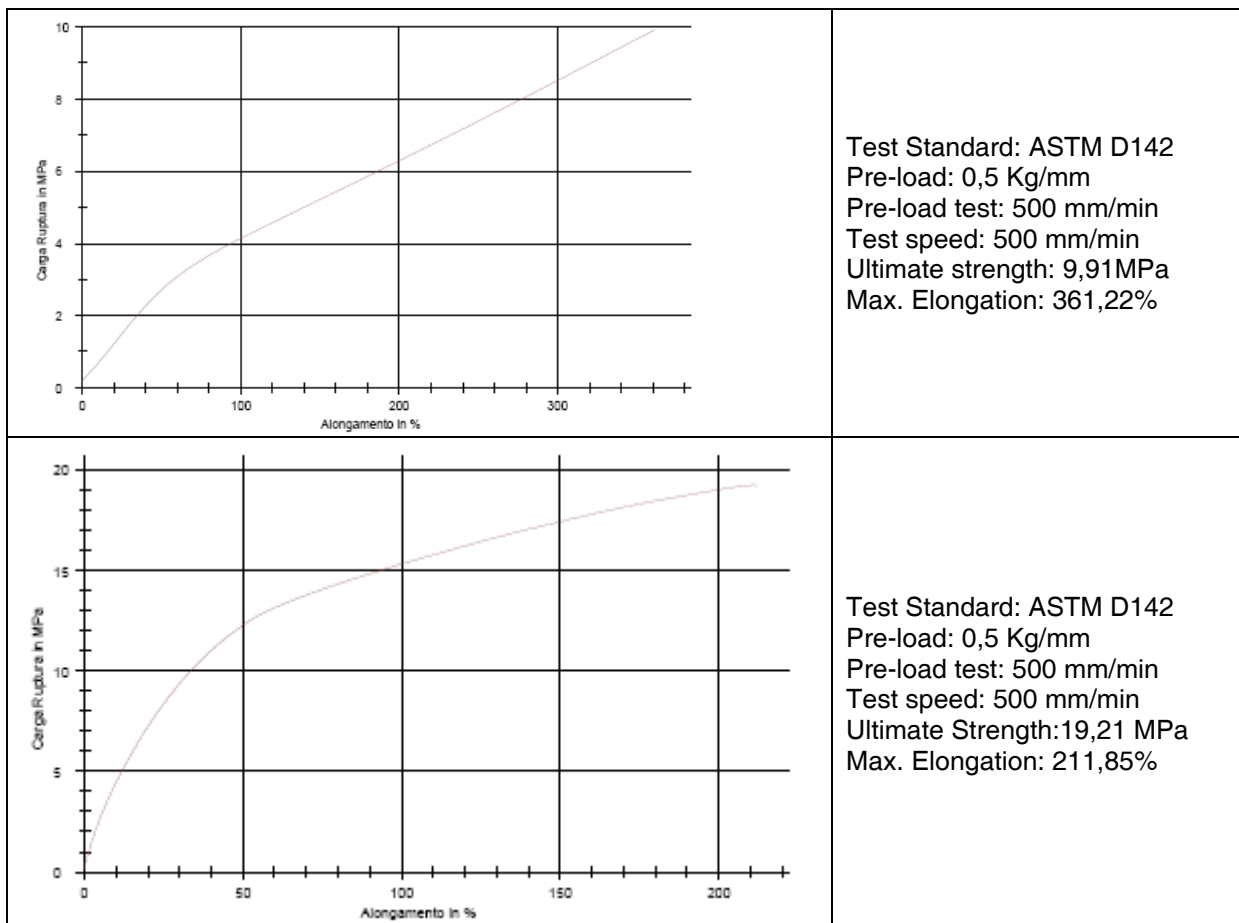 10
8
6
4
2
0
Carga Ruptura in MPa
0 100 200 300
Alongamento in %
Test Standard: ASTM D142
Pre-load: 0,5 Kg/mm
Pre-load test: 500 mm/min
Test speed: 500 mm/min
Ultimate strength: 9,91MPa
Max. Elongation: 361,22%
20
15
10
5
0
Carga Ruptura in MPa
0 50 100 150 200
Alongamento in %
Test Standard: ASTM D142
Pre-load: 0,5 Kg/mm
Pre-load test: 500 mm/min
Test speed: 500 mm/min
Ultimate Strength:19,21 MPa
Max. Elongation: 211,85%